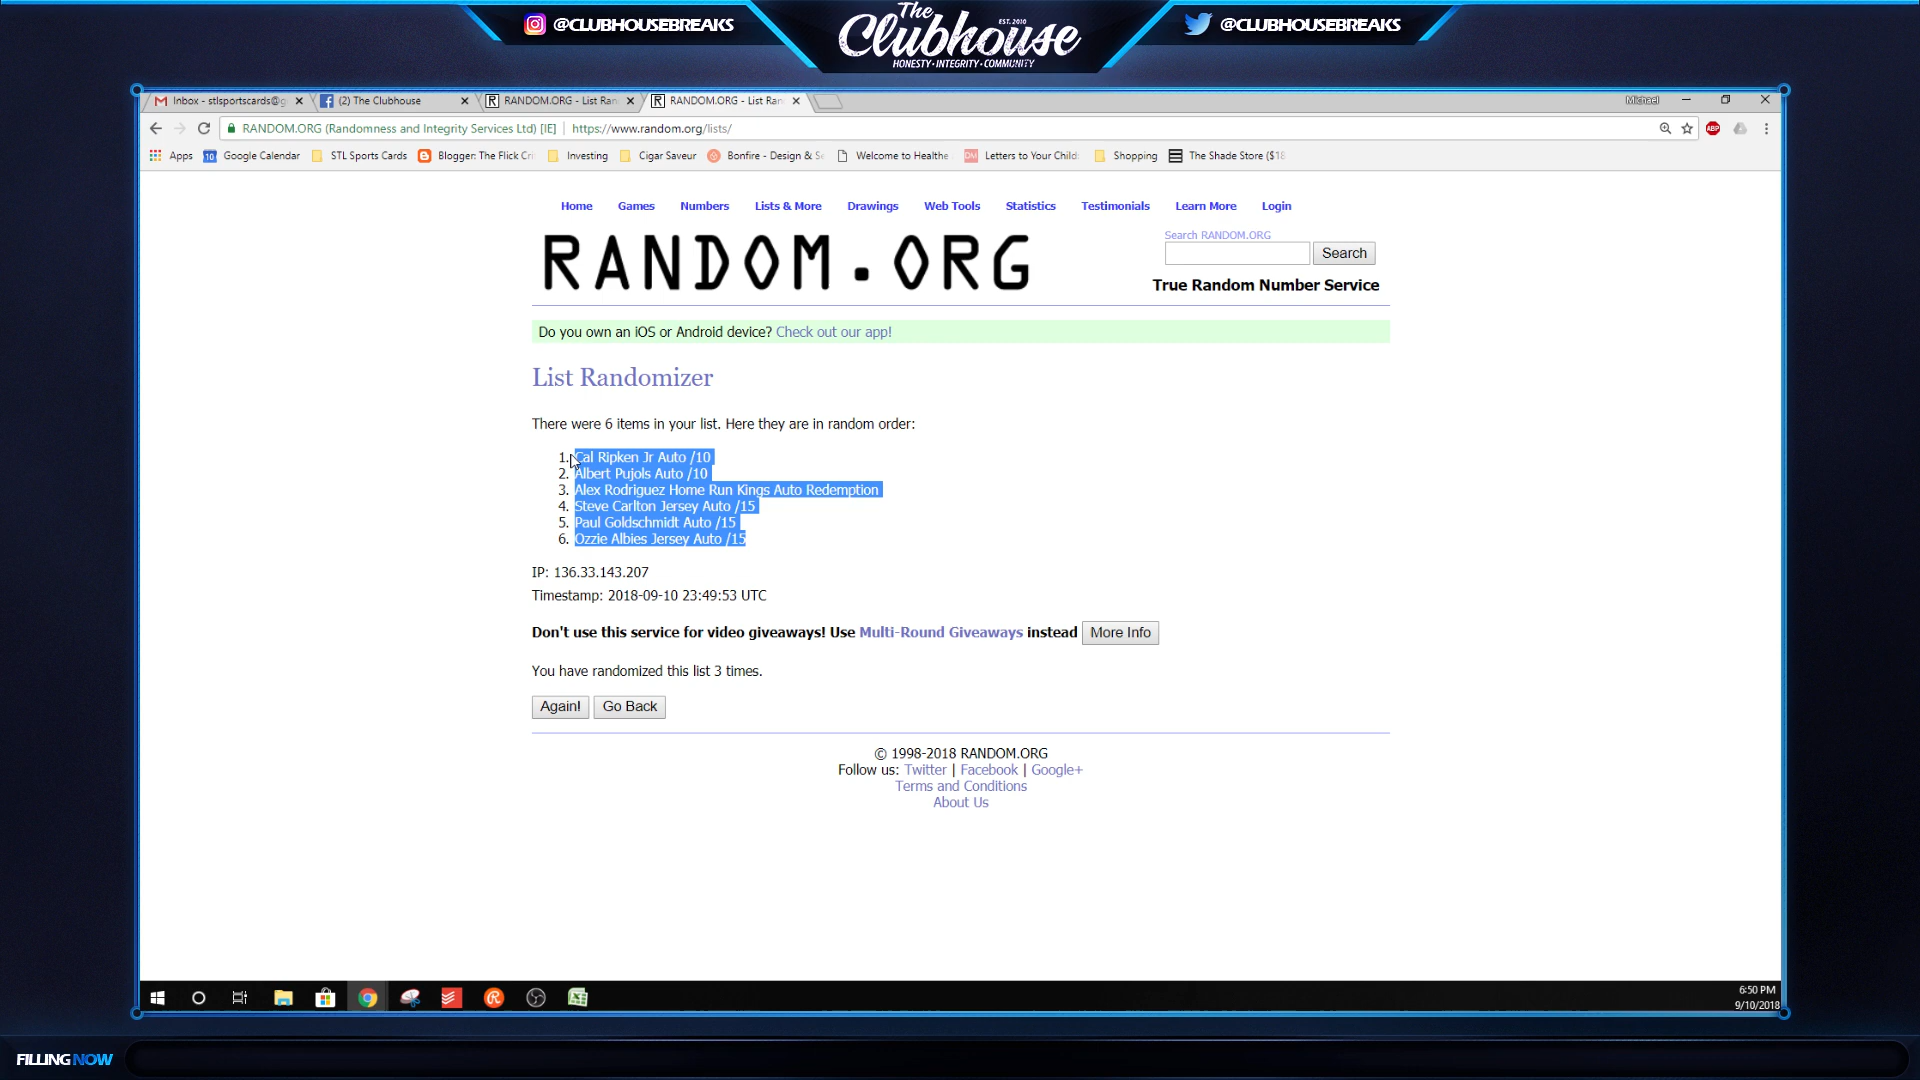 @CLUBHOUSEBREAKS
The Clubhouse
EST. 2010
HONESTY • INTEGRITY • COMMUNITY
@CLUBHOUSEBREAKS
Inbox - stlsportscards@g
(2) The Clubhouse
RANDOM.ORG - List Ran
RANDOM.ORG - List Ran
Michael
RANDOM.ORG (Randomness and Integrity Services Ltd) [IE] | https://www.random.org/lists/
ABP
Apps
10 Google Calendar
STL Sports Cards
Blogger: The Flick Cri
Investing
Cigar Saveur
Bonfire - Design & Se
Welcome to Healthe
DM Letters to Your Child:
Shopping
The Shade Store ($18
Home Games Numbers Lists & More Drawings Web Tools Statistics Testimonials Learn More Login
RANDOM.ORG
Search RANDOM.ORG
Search
True Random Number Service
Do you own an iOS or Android device? Check out our app!
List Randomizer
There were 6 items in your list. Here they are in random order:
1. Cal Ripken Jr Auto /10
2. Albert Pujols Auto /10
3. Alex Rodriguez Home Run Kings Auto Redemption
4. Steve Carlton Jersey Auto /15
5. Paul Goldschmidt Auto /15
6. Ozzie Albies Jersey Auto /15
IP: 136.33.143.207
Timestamp: 2018-09-10 23:49:53 UTC
Don't use this service for video giveaways! Use Multi-Round Giveaways instead More Info
You have randomized this list 3 times.
Again! Go Back
© 1998-2018 RANDOM.ORG
Follow us: Twitter | Facebook | Google+
Terms and Conditions
About Us
6:50 PM
9/10/2018
FILLING NOW